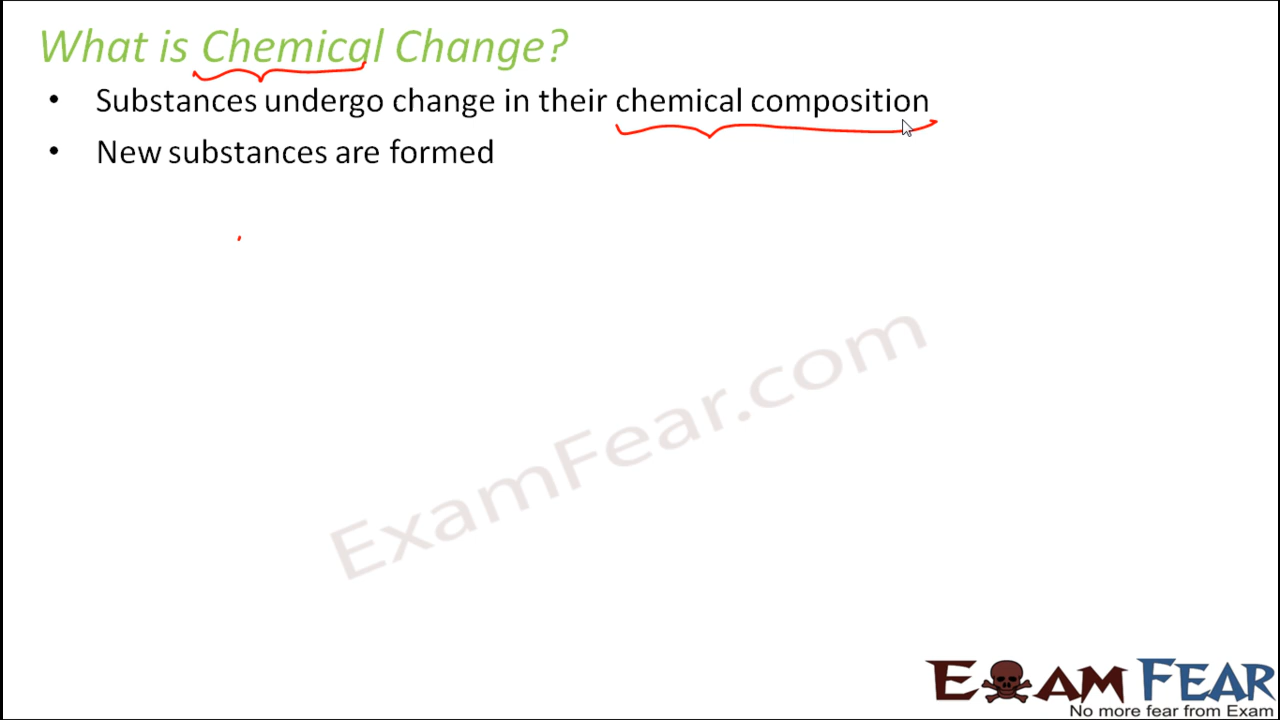 What is Chemical Change?
• Substances undergo change in their chemical composition
• New substances are formed
ExamFear.com
EXAM FEAR
No more fear from Exam